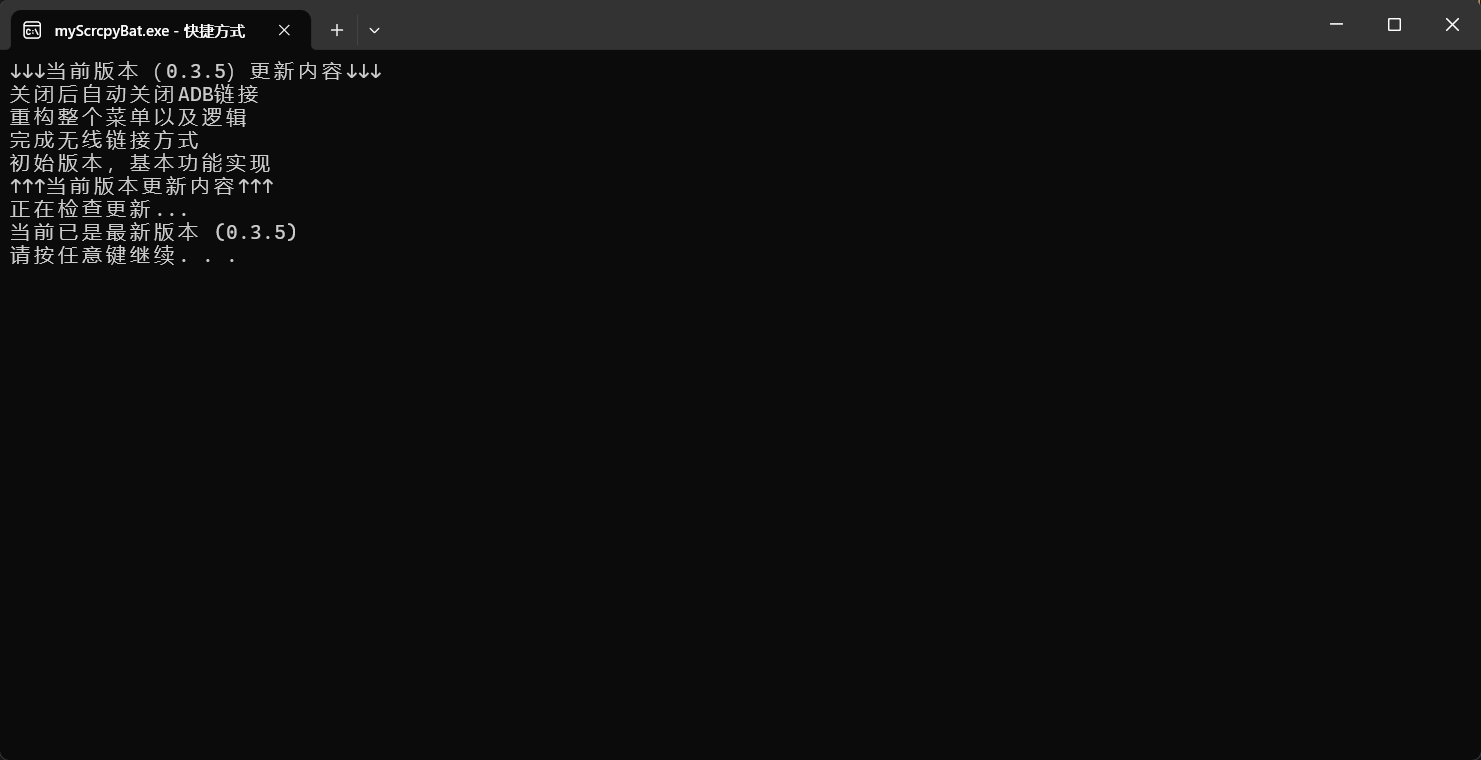 myScrcpyBat.exe - 快捷方式
↓↓↓当前版本（0.3.5）更新内容↓↓↓
关闭后自动关闭ADB链接
重构整个菜单以及逻辑
完成无线链接方式
初始版本，基本功能实现
↑↑↑当前版本更新内容↑↑↑
正在检查更新...
当前已是最新版本 (0.3.5)
请按任意键继续. . .